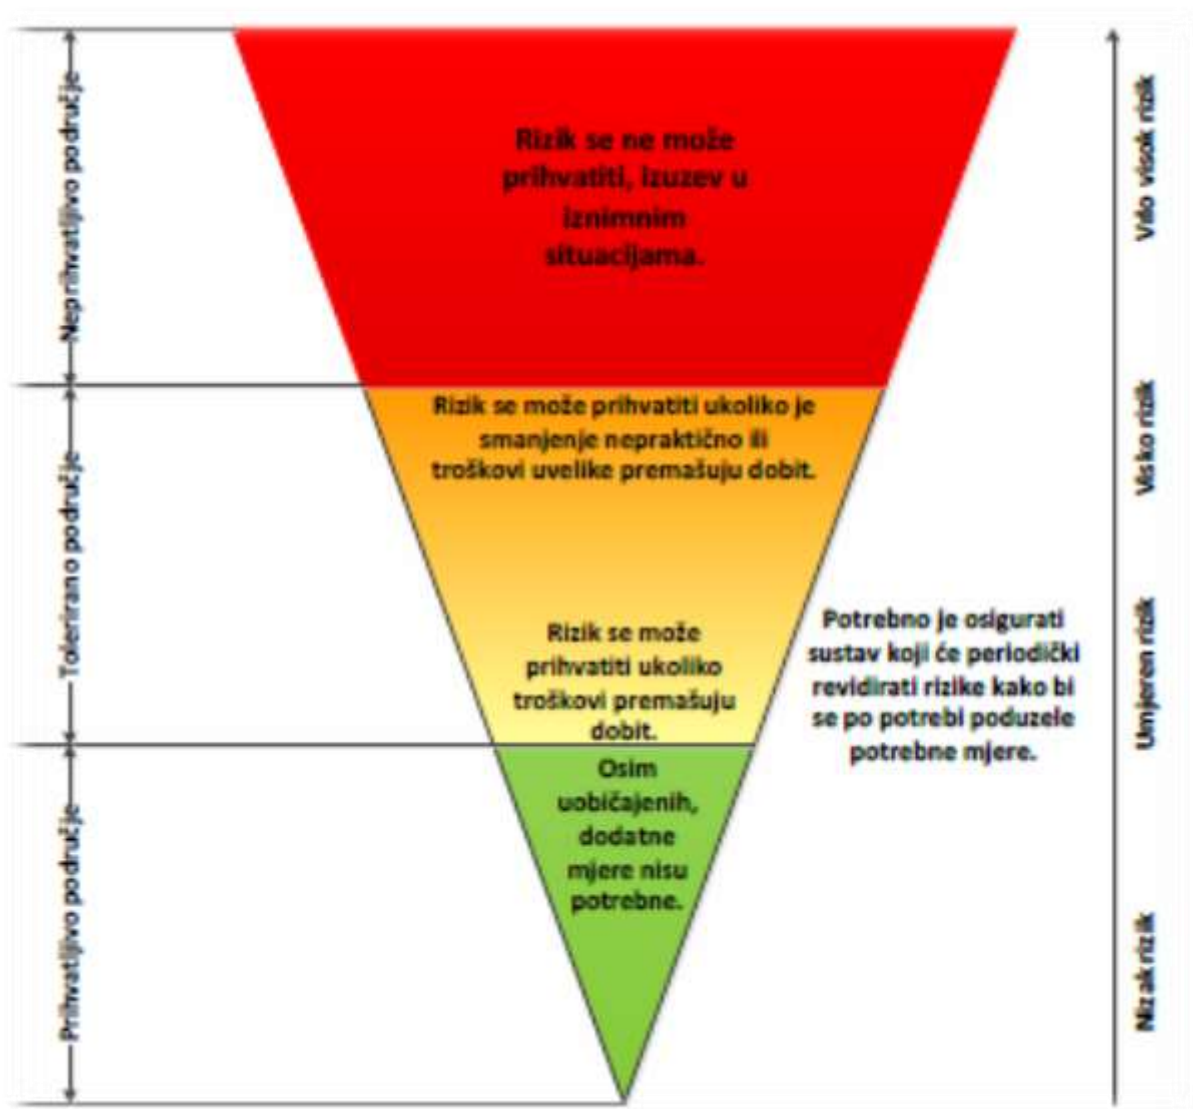 Neprihvatljivo područje
Rizik se ne može
prihvatiti, izuzev u
iznimnim
situacijama.
Vrlo visok rizik
Tolerirano područje
Rizik se može prihvatiti ukoliko je
smanjenje nepraktično ili
troškovi uvelike premašuju dobit.
Visko rizik
Rizik se može
prihvatiti ukoliko
troškovi premašuju
dobit.
Potrebno je osigurati
sustav koji će periodički
revidirati rizike kako bi
se po potrebi poduzele
potrebne mjere.
Umjeren rizik
Prihvatljivo područje
Osim
uobičajenih,
dodatne
mjere nisu
potrebne.
Nizak rizik